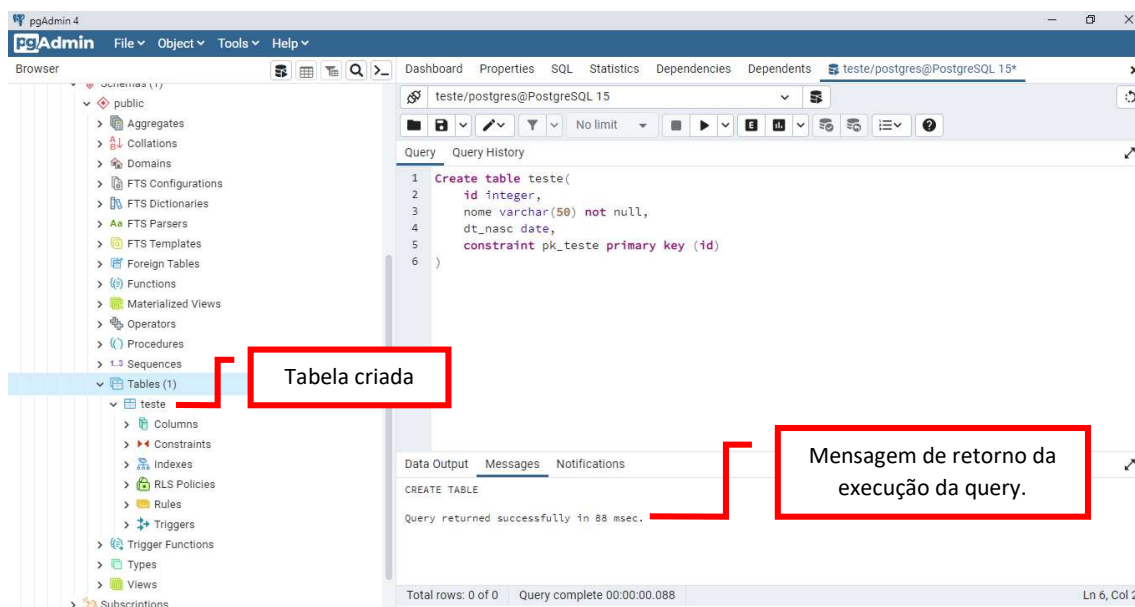 pgAdmin 4
pgAdmin File Object Tools Help
Browser
Dashboard Properties SQL Statistics Dependencies Dependents teste/postgres@PostgreSQL 15*
Schemas (1)
public
Aggregates
Collations
Domains
FTS Configurations
FTS Dictionaries
Aa FTS Parsers
FTS Templates
Foreign Tables
Functions
Materialized Views
Operators
Procedures
1..3 Sequences
Tables (1)
teste
Columns
Constraints
Indexes
RLS Policies
Rules
Triggers
Trigger Functions
Types
Views
Subscriptions
Tabela criada
teste/postgres@PostgreSQL 15
No limit
Query Query History
1 Create table teste(
2 id integer,
3 nome varchar(50) not null,
4 dt_nasc date,
5 constraint pk_teste primary key (id)
6 )
Data Output Messages Notifications
CREATE TABLE
Query returned successfully in 88 msec.
Mensagem de retorno da
execução da query.
Total rows: 0 of 0 Query complete 00:00:00.088 Ln 6, Col